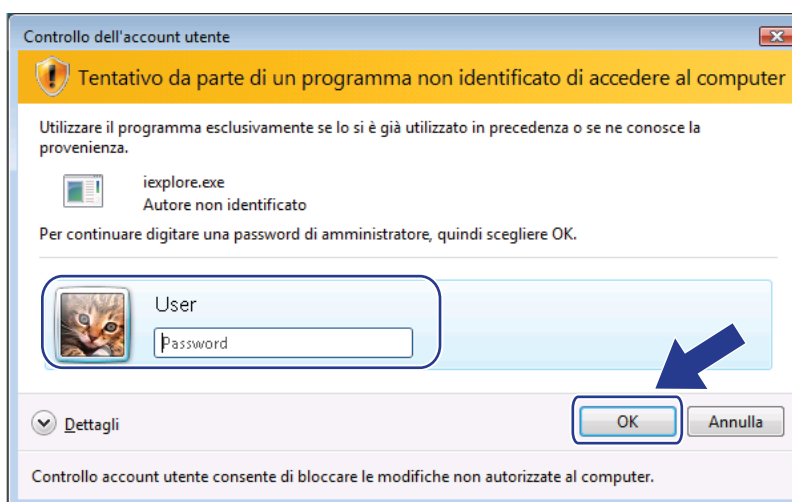 Controllo dell'account utente
Tentativo da parte di un programma non identificato di accedere al computer
Utilizzare il programma esclusivamente se lo si è già utilizzato in precedenza o se ne conosce la
provenienza.
iexplore.exe
Autore non identificato
Per continuare digitare una password di amministratore, quindi scegliere OK.
User
Password
Dettagli
OK
Annulla
Controllo account utente consente di bloccare le modifiche non autorizzate al computer.